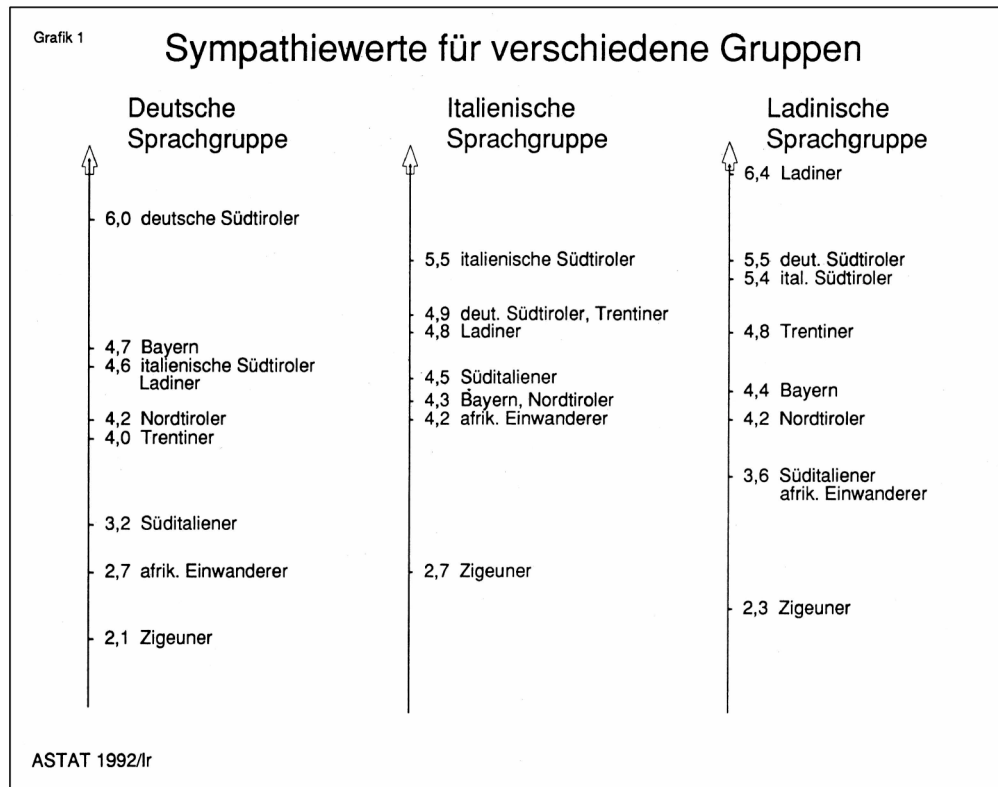 Grafik 1
Sympathiewerte für verschiedene Gruppen
Deutsche
Sprachgruppe
6,0 deutsche Südtiroler
4,7 Bayern
4,6 italienische Südtiroler
Ladiner
4,2 Nordtiroler
4,0 Trentiner
3,2 Süditaliener
2,7 afrik. Einwanderer
2,1 Zigeuner
Italienische
Sprachgruppe
5,5 italienische Südtiroler
4,9 deut. Südtiroler, Trentiner
4,8 Ladiner
4,5 Süditaliener
4,3 Bayern, Nordtiroler
4,2 afrik. Einwanderer
2,7 Zigeuner
Ladinische
Sprachgruppe
6,4 Ladiner
5,5 deut. Südtiroler
5,4 ital. Südtiroler
4,8 Trentiner
4,4 Bayern
4,2 Nordtiroler
3,6 Süditaliener
afrik. Einwanderer
2,3 Zigeuner
ASTAT 1992/lr